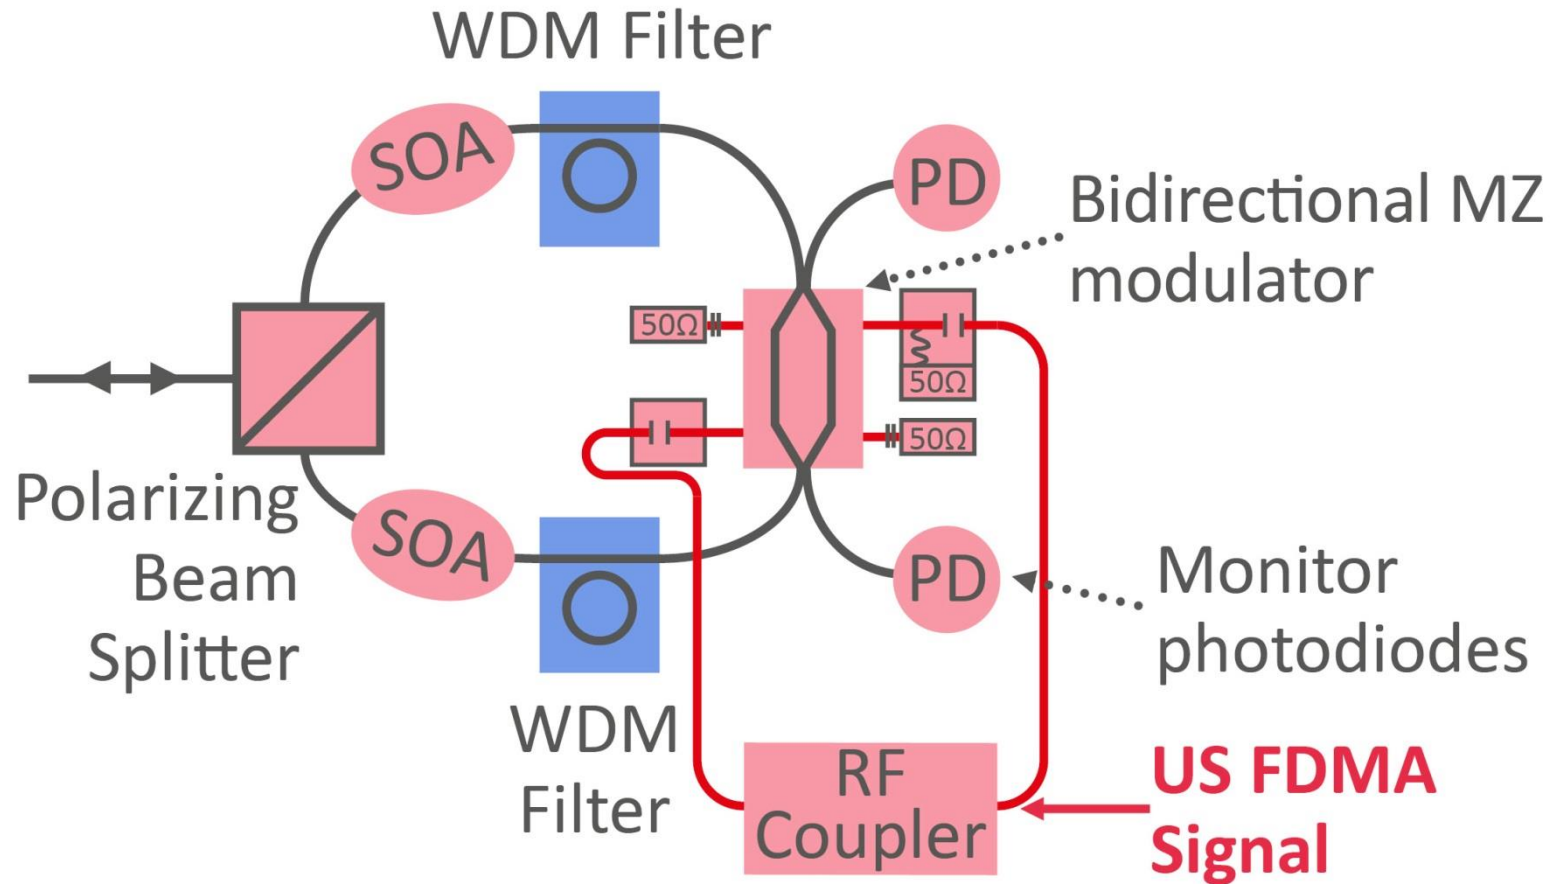 WDM Filter
SOA
PD
Bidirectional MZ
modulator
50Ω
50Ω
50Ω
Polarizing
Beam
Splitter
SOA
PD
Monitor
photodiodes
WDM
Filter
RF
Coupler
US FDMA
Signal